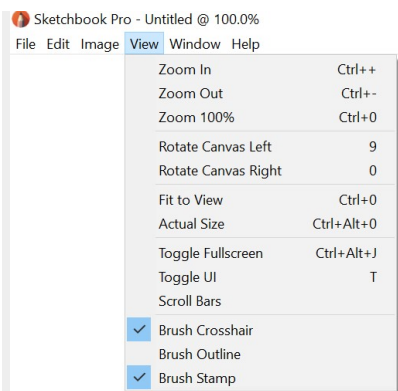 Sketchbook Pro - Untitled @ 100.0%
File Edit Image View Window Help
Zoom In Ctrl++
Zoom Out Ctrl+-
Zoom 100% Ctrl+0
Rotate Canvas Left 9
Rotate Canvas Right 0
Fit to View Ctrl+0
Actual Size Ctrl+Alt+0
Toggle Fullscreen Ctrl+Alt+J
Toggle UI T
Scroll Bars
Brush Crosshair
Brush Outline
Brush Stamp